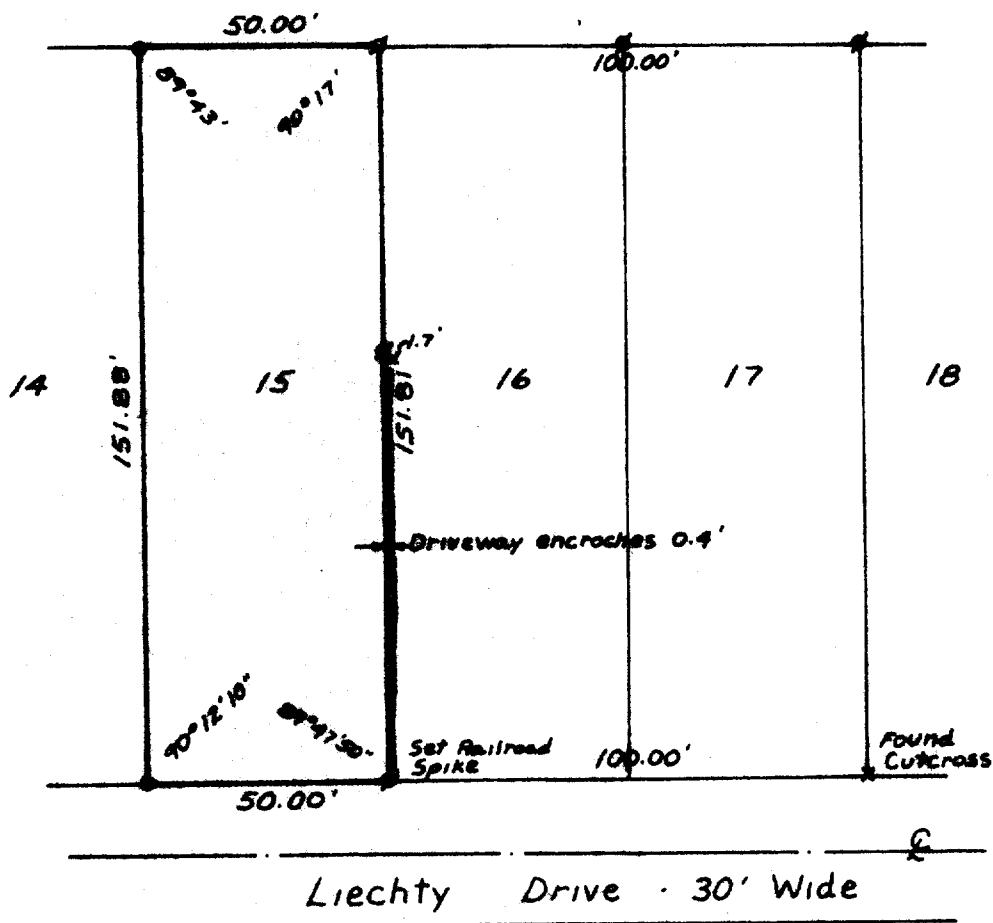 50.00'
100.00'
89°43'
90°17'
1.7'
14
151.88'
15
151.81'
16
17
18
Driveway encroches 0.4'
90°12'10"
89°47'50"
Set Railroad
Spike
100.00'
Found
Cutcross
50.00'
℄
Liechty Drive · 30' Wide